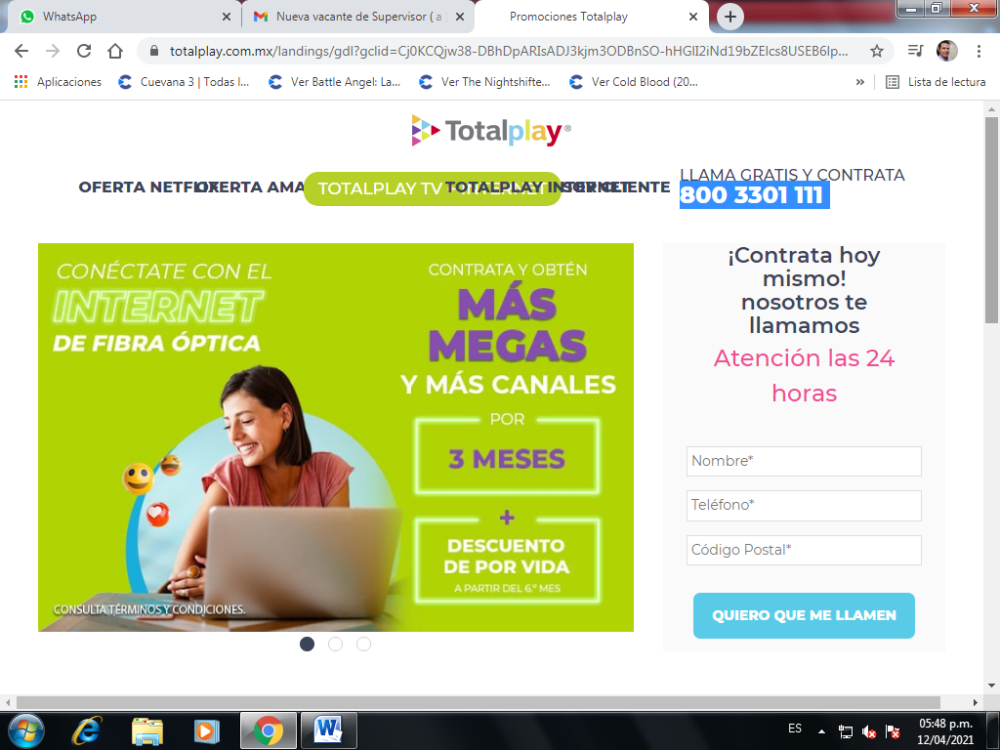 WhatsApp
Nueva vacante de Supervisor ( a
Promociones Totalplay
totalplay.com.mx/landings/gdl?gclid=Cj0KCQjw38-DBhDpARIsADJ3kjm3ODBnSO-hHGlI2iNd19bZElcs8USEB6lp...
Aplicaciones
Cuevana 3 | Todas l...
Ver Battle Angel: La...
Ver The Nightshifte...
Ver Cold Blood (20...
»
Lista de lectura
Totalplay®
OFERTA NETFLIX
OFERTA AMA
TOTALPLAY TV + INTERNET
TOTALPLAY INTERNET
SOY CLIENTE
LLAMA GRATIS Y CONTRATA
800 3301 111
CONÉCTATE CON EL
INTERNET
DE FIBRA ÓPTICA
CONTRATA Y OBTÉN
MÁS
MEGAS
Y MÁS CANALES
POR
3 MESES
+
DESCUENTO
DE POR VIDA
A PARTIR DEL 6.º MES
CONSULTA TÉRMINOS Y CONDICIONES.
¡Contrata hoy
mismo!
nosotros te
llamamos
Atención las 24
horas
Nombre*
Teléfono*
Código Postal*
QUIERO QUE ME LLAMEN
ES
05:48 p.m.
12/04/2021